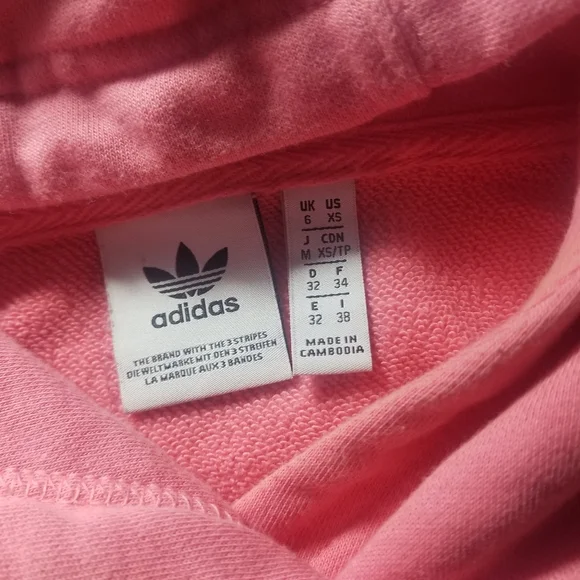 adidas
THE BRAND WITH THE 3 STRIPES
DIE WELTMARKE MIT DEN 3 STREIFEN
LA MARQUE AUX 3 BANDES
UK US
6 XS
J CDN
M XS/TP
D F
32 34
E I
32 38
MADE IN
CAMBODIA